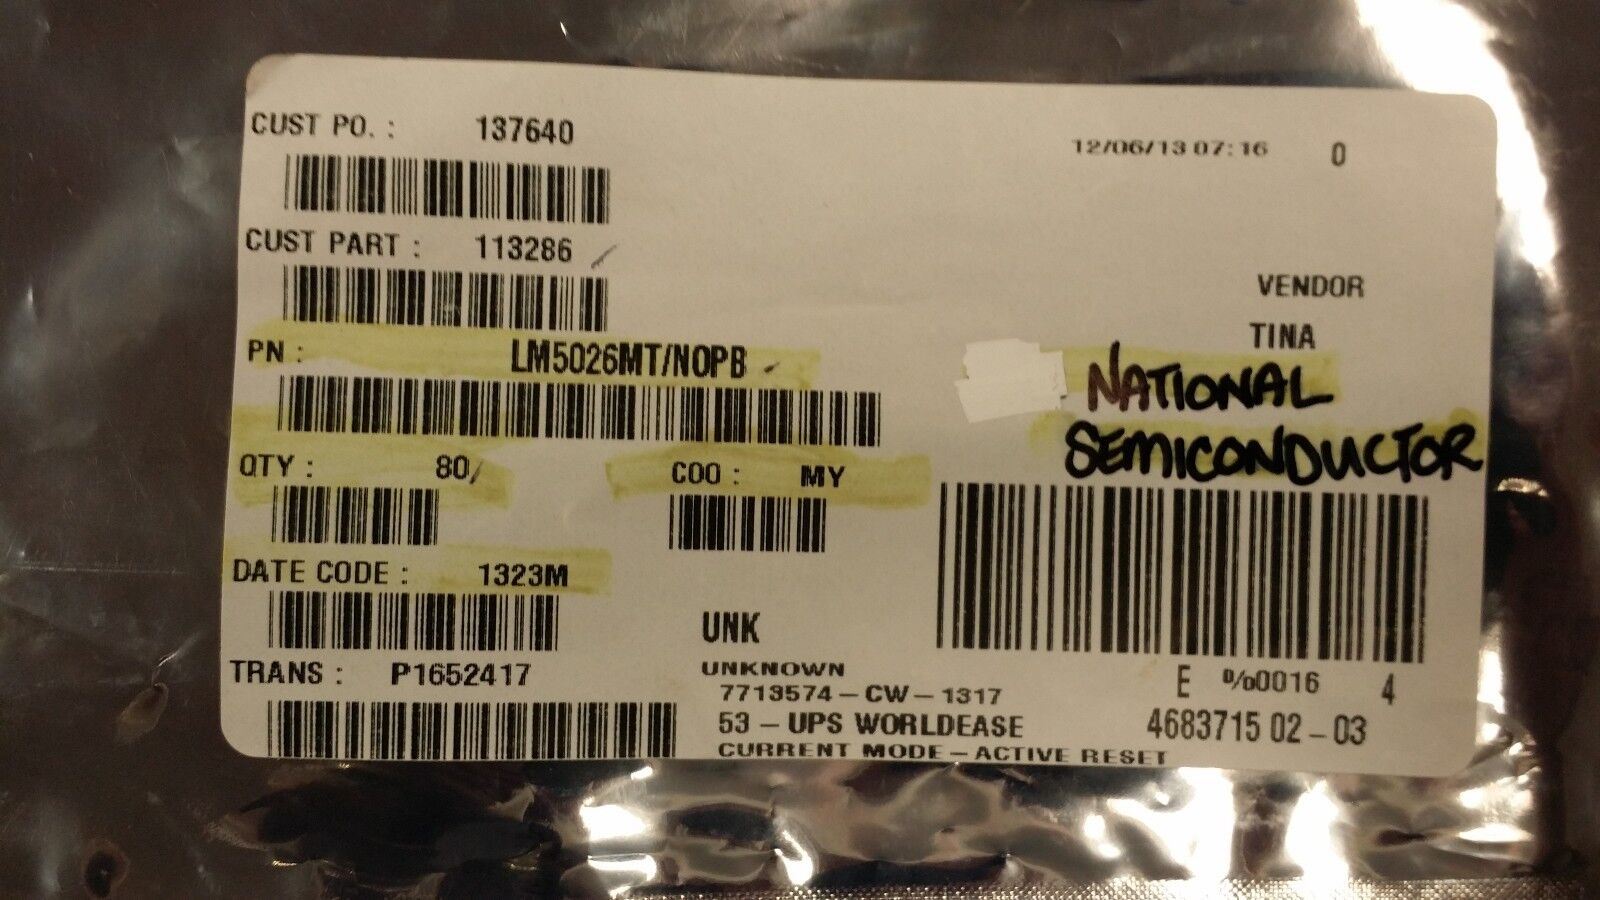 CUST PO. : 137640
12/06/13 07:16 0
CUST PART : 113286
VENDOR
TINA
PN : LM5026MT/NOPB
NATIONAL
SEMICONDUCTOR
QTY : 80
COO : MY
DATE CODE : 1323M
UNK
TRANS : P1652417
UNKNOWN
7713574-CW-1317
53 - UPS WORLDEASE
CURRENT MODE - ACTIVE RESET
E %0016 4
4683715 02-03